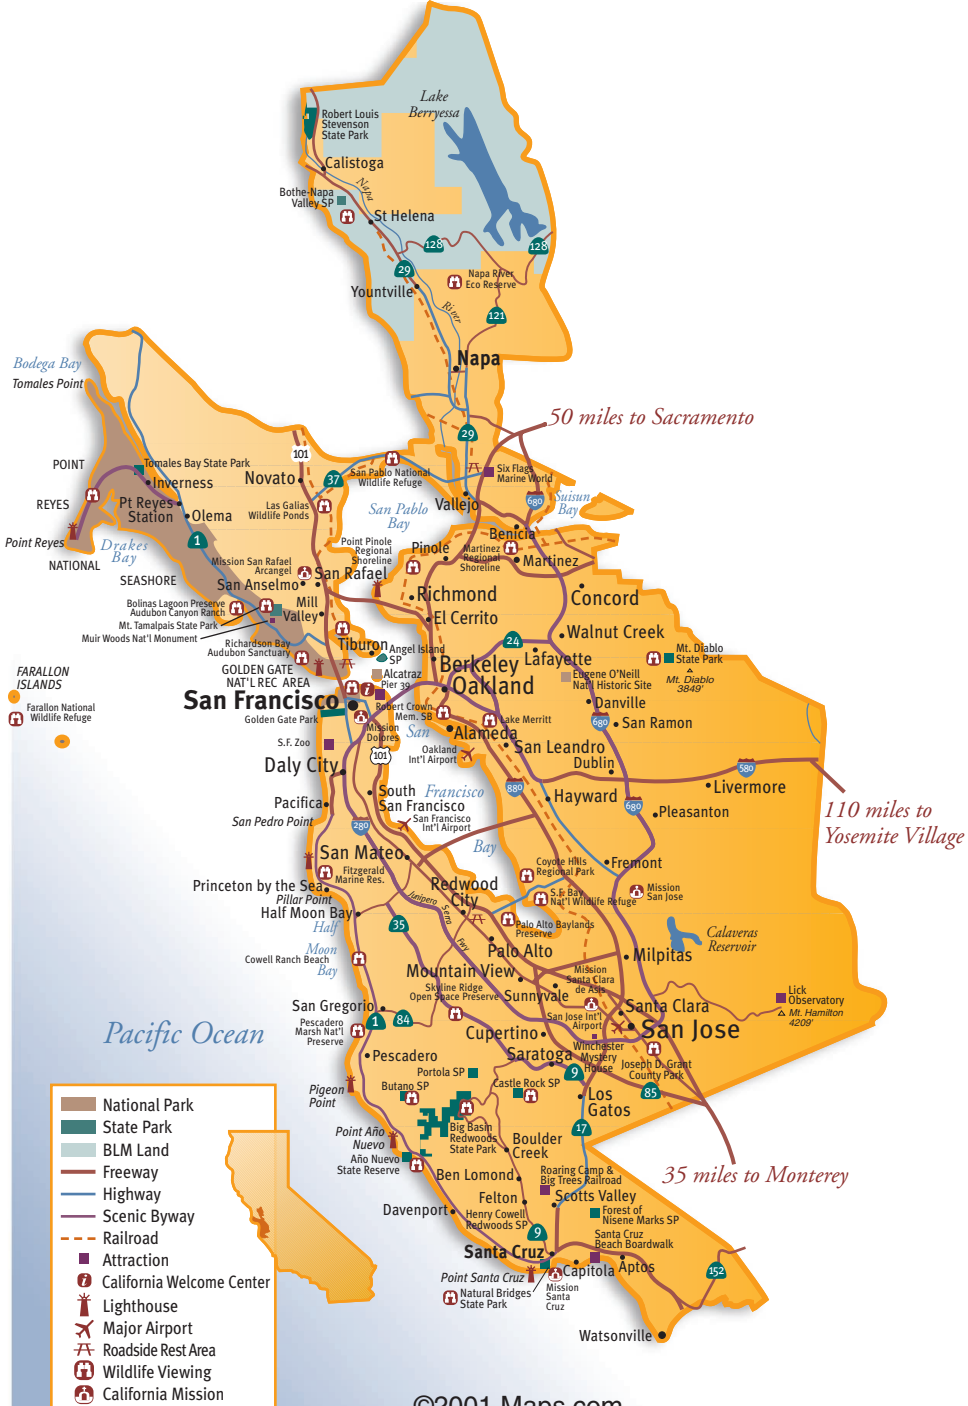 Lake
Berryessa
Robert Louis
Stevenson
State Park
Calistoga
Napa
Bothe-Napa
Valley SP
St Helena
128
128
29
Napa River
Eco Reserve
Yountville
River
121
Napa
Bodega Bay
Tomales Point
50 miles to Sacramento
29
POINT
Tomales Bay State Park
101
Inverness
Novato
37
San Pablo National
Wildlife Refuge
Six Flags
Marine World
REYES
Pt Reyes
Station
Olema
Las Galias
Wildlife Ponds
Vallejo
680
Suisun
Bay
San Pablo
Bay
Point Reyes
Drakes
Bay
1
Benicia
NATIONAL
Point Pinole
Regional
Shoreline
Pinole
Martinez
Regional
Shoreline
Martinez
Mission San Rafael
Arcangel
SEASHORE
San Anselmo
San Rafael
Richmond
Concord
Bolinas Lagoon Preserve
Audubon Canyon Ranch
Mill
Valley
El Cerrito
Mt. Tamalpais State Park
Muir Woods Nat'l Monument
24
Walnut Creek
Richardson Bay
Audubon Sanctuary
Tiburon
Angel Island
SP
Berkeley
Lafayette
Mt. Diablo
State Park
FARALLON
ISLANDS
GOLDEN GATE
NAT'L REC AREA
Alcatraz
Pier 39
Oakland
Eugene O'Neill
Nat'l Historic Site
Mt. Diablo
3849'
San Francisco
Farallon National
Wildlife Refuge
Golden Gate Park
Robert Crown
Mem. SB
Lake Merritt
Danville
680
San Ramon
Mission
Dolores
San
Alameda
S.F. Zoo
101
Oakland
Int'l Airport
San Leandro
Dublin
Daly City
580
880
Livermore
South
San Francisco
Francisco
Hayward
680
Pleasanton
110 miles to
Yosemite Village
Pacifica
San Pedro Point
280
San Francisco
Int'l Airport
Bay
San Mateo
Coyote Hills
Regional Park
Fremont
Fitzgerald
Marine Res.
Princeton by the Sea
Pillar Point
Redwood
City
S.F. Bay
Nat'l Wildlife Refuge
Mission
San Jose
Junipero
Serra
Fwy
Half Moon Bay
Half
Moon
Bay
35
Palo Alto Baylands
Preserve
Calaveras
Reservoir
Cowell Ranch Beach
Palo Alto
Milpitas
Mountain View
Mission
Santa Clara
de Asis
Skyline Ridge
Open Space Preserve
Sunnyvale
Lick
Observatory
San Gregorio
1
84
Santa Clara
Mt. Hamilton
4209'
Pacific Ocean
Pescadero
Marsh Nat'l
Preserve
San Jose Int'l
Airport
San Jose
Cupertino
Pescadero
Saratoga
Winchester
Mystery
House
Joseph D. Grant
County Park
Portola SP
9
Pigeon
Point
Butano SP
Castle Rock SP
85
Los
Gatos
Point Año
Nuevo
Big Basin
Redwoods
State Park
17
Boulder
Creek
Año Nuevo
State Reserve
Ben Lomond
Roaring Camp &
Big Trees Railroad
35 miles to Monterey
Felton
Scotts Valley
Davenport
Henry Cowell
Redwoods SP
Forest of
Nisene Marks SP
9
Santa Cruz
Santa Cruz
Beach Boardwalk
Point Santa Cruz
Capitola
Aptos
152
Natural Bridges
State Park
Mission
Santa
Cruz
Watsonville
National Park
State Park
BLM Land
Freeway
Highway
Scenic Byway
Railroad
Attraction
California Welcome Center
Lighthouse
Major Airport
Roadside Rest Area
Wildlife Viewing
California Mission
©2001 Maps.com